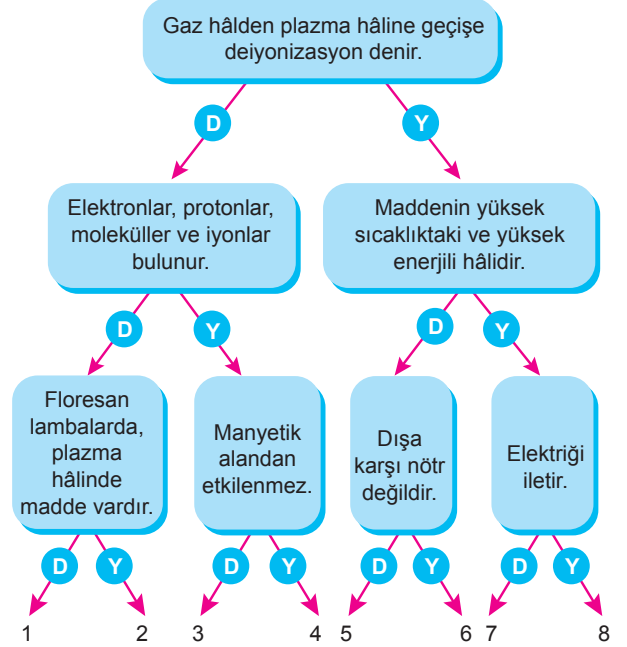 Gaz hâlden plazma hâline geçişe
deiyonizasyon denir.
D
Y
Elektronlar, protonlar,
moleküller ve iyonlar
bulunur.
Maddenin yüksek
sıcaklıktaki ve yüksek
enerjili hâlidir.
D
Y
D
Y
Floresan
lambalarda,
plazma
hâlinde
madde vardır.
Manyetik
alandan
etkilenmez.
Dışa
karşı nötr
değildir.
Elektriği
iletir.
D
Y
D
Y
D
Y
D
Y
1
2
3
4
5
6
7
8